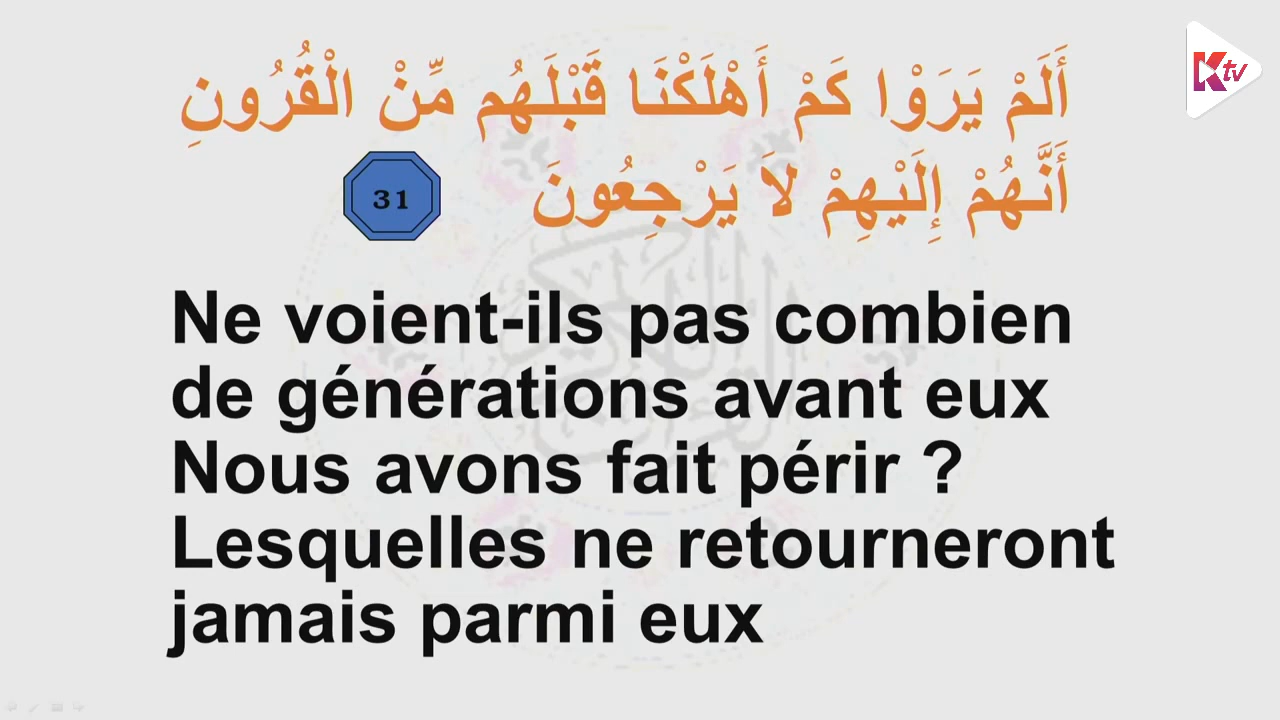 Ktv
أَلَمْ يَرَوْا كَمْ أَهْلَكْنَا قَبْلَهُم مِّنْ الْقُرُونِ
أَنَّهُمْ إِلَيْهِمْ لاَ يَرْجِعُونَ 31
Ne voient-ils pas combien
de générations avant eux
Nous avons fait périr ?
Lesquelles ne retourneront
jamais parmi eux